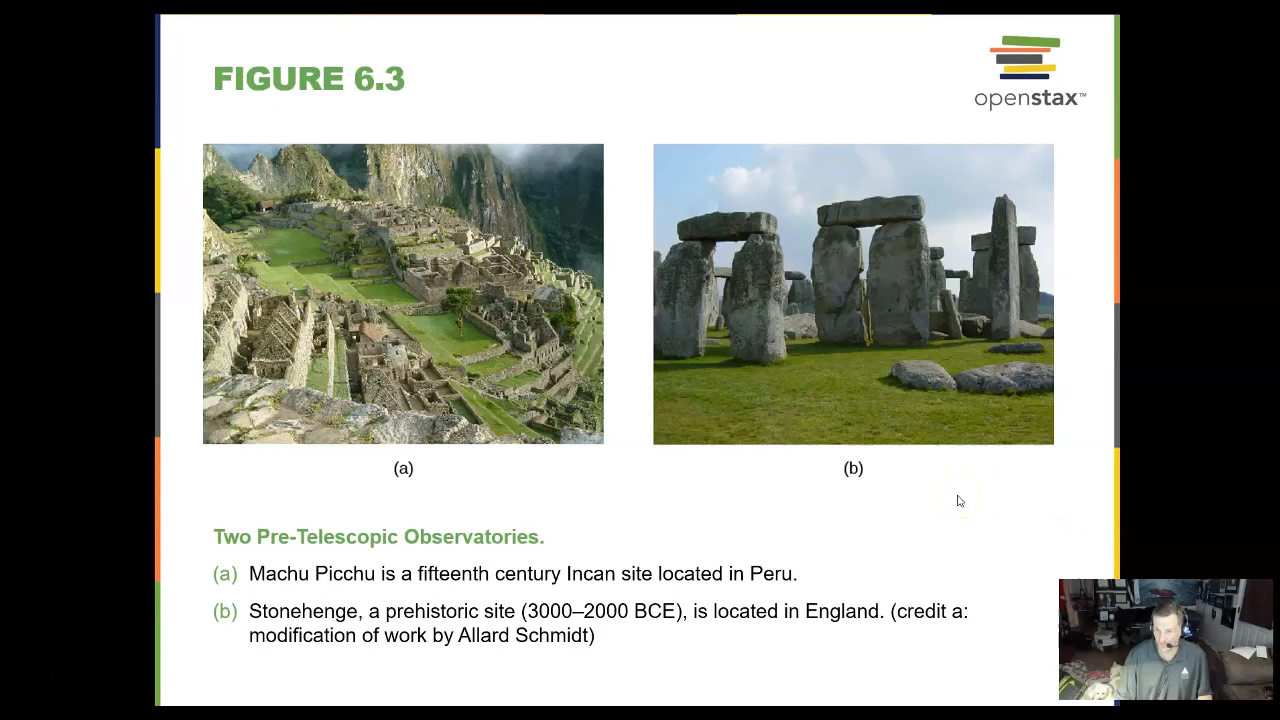 FIGURE 6.3
openstax™
(a)
(b)
Two Pre-Telescopic Observatories.
(a) Machu Picchu is a fifteenth century Incan site located in Peru.
(b) Stonehenge, a prehistoric site (3000–2000 BCE), is located in England. (credit a:
modification of work by Allard Schmidt)